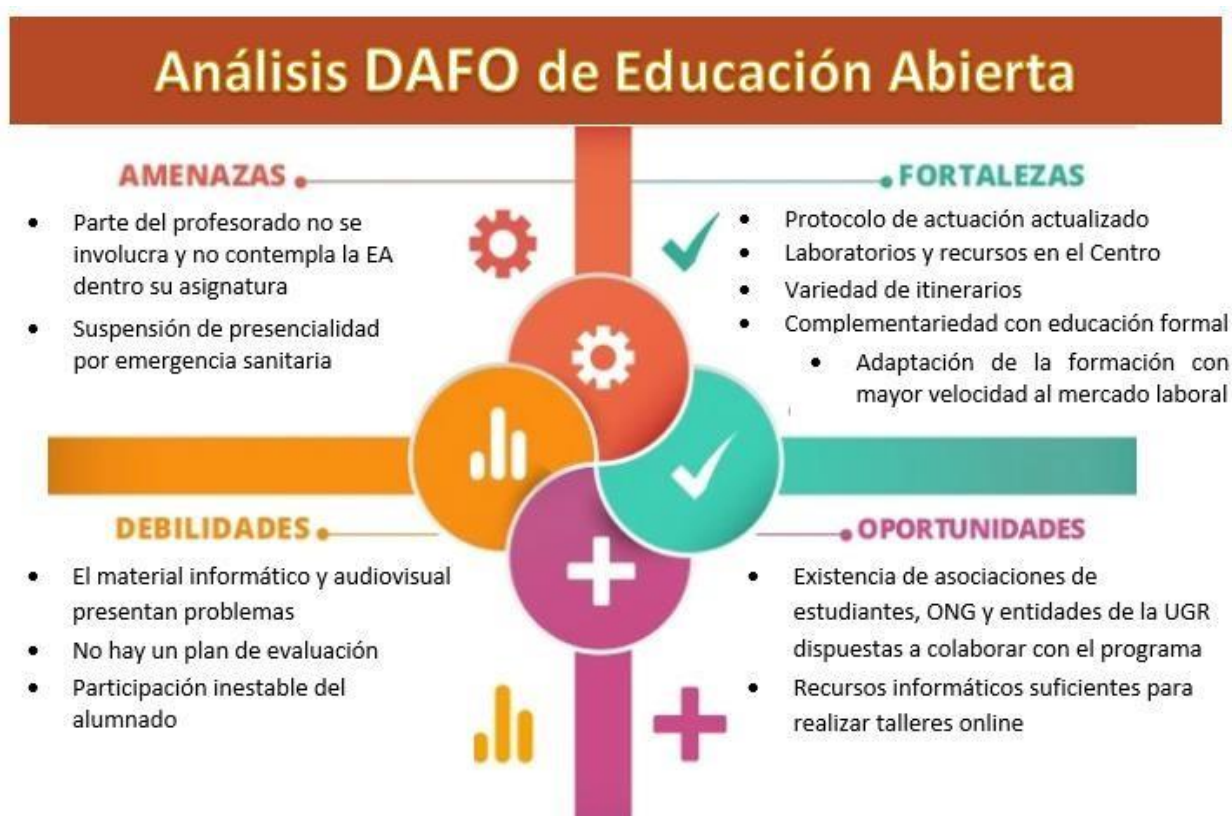 Análisis DAFO de Educación Abierta
AMENAZAS
• Parte del profesorado no se
involucra y no contempla la EA
dentro su asignatura
• Suspensión de presencialidad
por emergencia sanitaria
FORTALEZAS
• Protocolo de actuación actualizado
• Laboratorios y recursos en el Centro
• Variedad de itinerarios
• Complementariedad con educación formal
• Adaptación de la formación con
mayor velocidad al mercado laboral
DEBILIDADES
• El material informático y audiovisual
presentan problemas
• No hay un plan de evaluación
• Participación inestable del
alumnado
OPORTUNIDADES
• Existencia de asociaciones de
estudiantes, ONG y entidades de la UGR
dispuestas a colaborar con el programa
• Recursos informáticos suficientes para
realizar talleres online